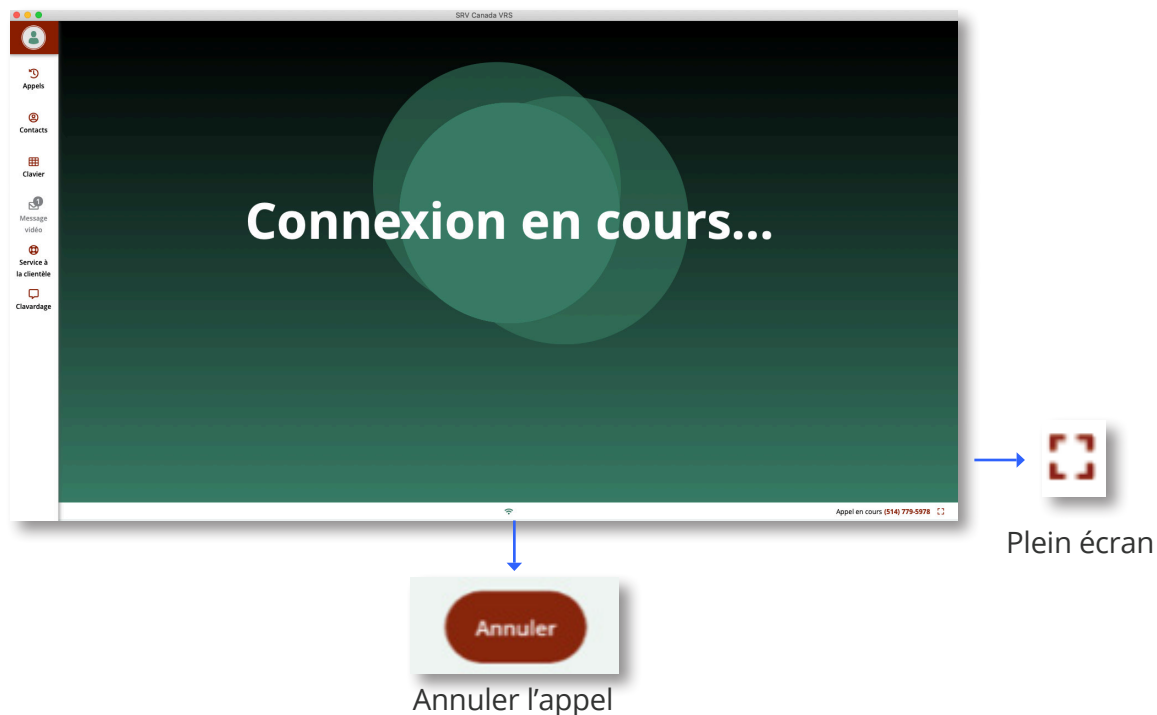 SRV Canada VRS
Appels
Contacts
Clavier
1
Message
vidéo
Service à
la clientèle
Clavardage
Connexion en cours...
Appel en cours (514) 779-5978
Plein écran
Annuler
Annuler l’appel